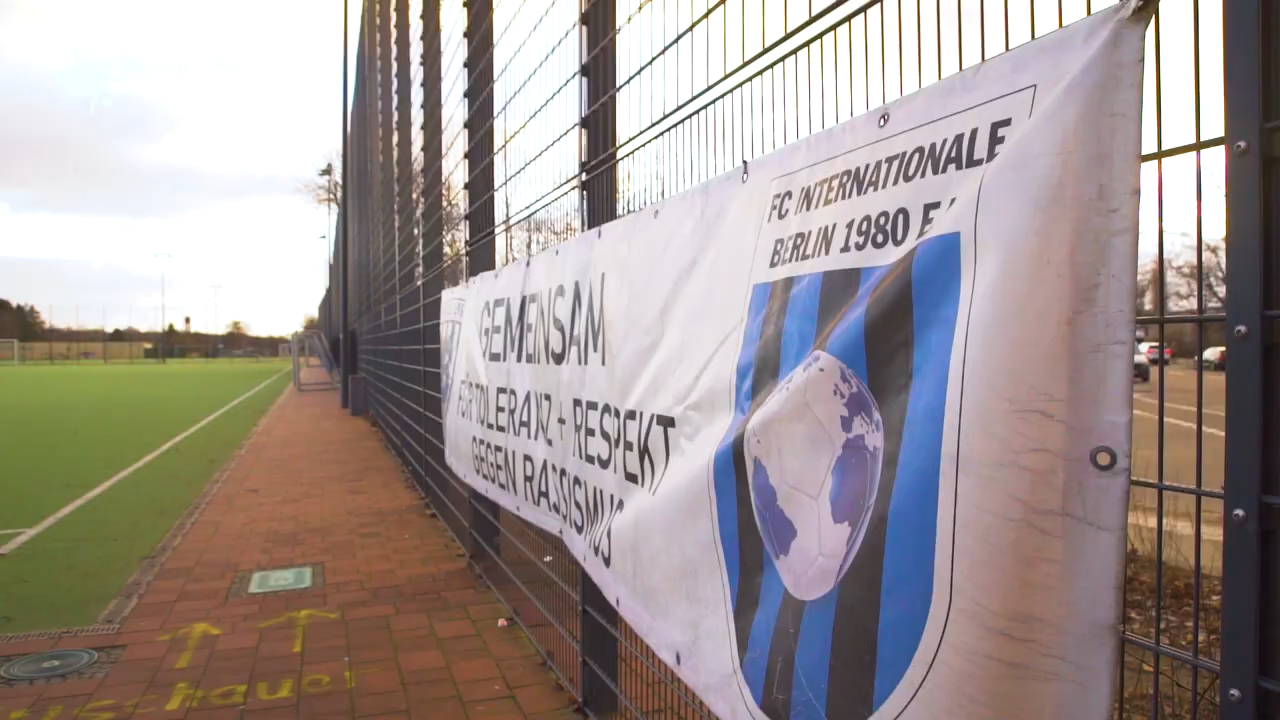 GEMEINSAM
FÜR TOLERANZ + RESPEKT
GEGEN RASSISMUS
FC INTERNATIONALE
BERLIN 1980